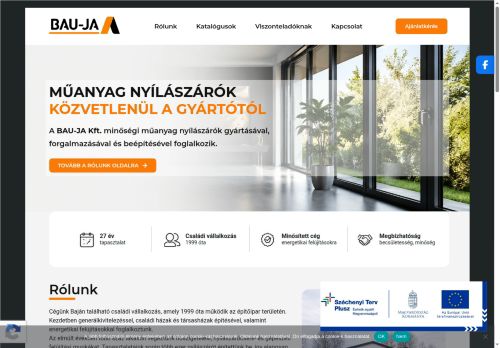 BAU-JA
Rólunk
Katalógusok
Viszonteladóknak
Kapcsolat
Ajánlatkérés
MŰANYAG NYÍLÁSZÁRÓK
KÖZVETLENÜL A GYÁRTÓTÓL
A BAU-JA Kft. minőségi műanyag nyílászárók gyártásával,
forgalmazásával és beépítésével foglalkozik.
TOVÁBB A RÓLUNK OLDALRA
27 év
tapasztalat
Családi vállalkozás
1999 óta
Minősített cég
energetikai felújításokra
Megbízhatóság
becsületesség, minőség
Rólunk
Cégünk Baján található családi vállalkozás, amely 1999 óta működik az építőipar területén.
Kezdetben generálkivitelezéssel, családi házak és társasházak építésével, valamint
energetikai felújításokkal foglalkoztunk.
Széchenyi Terv
Plusz
MAGYARORSZÁG
KORMÁNYA
OK
Nem